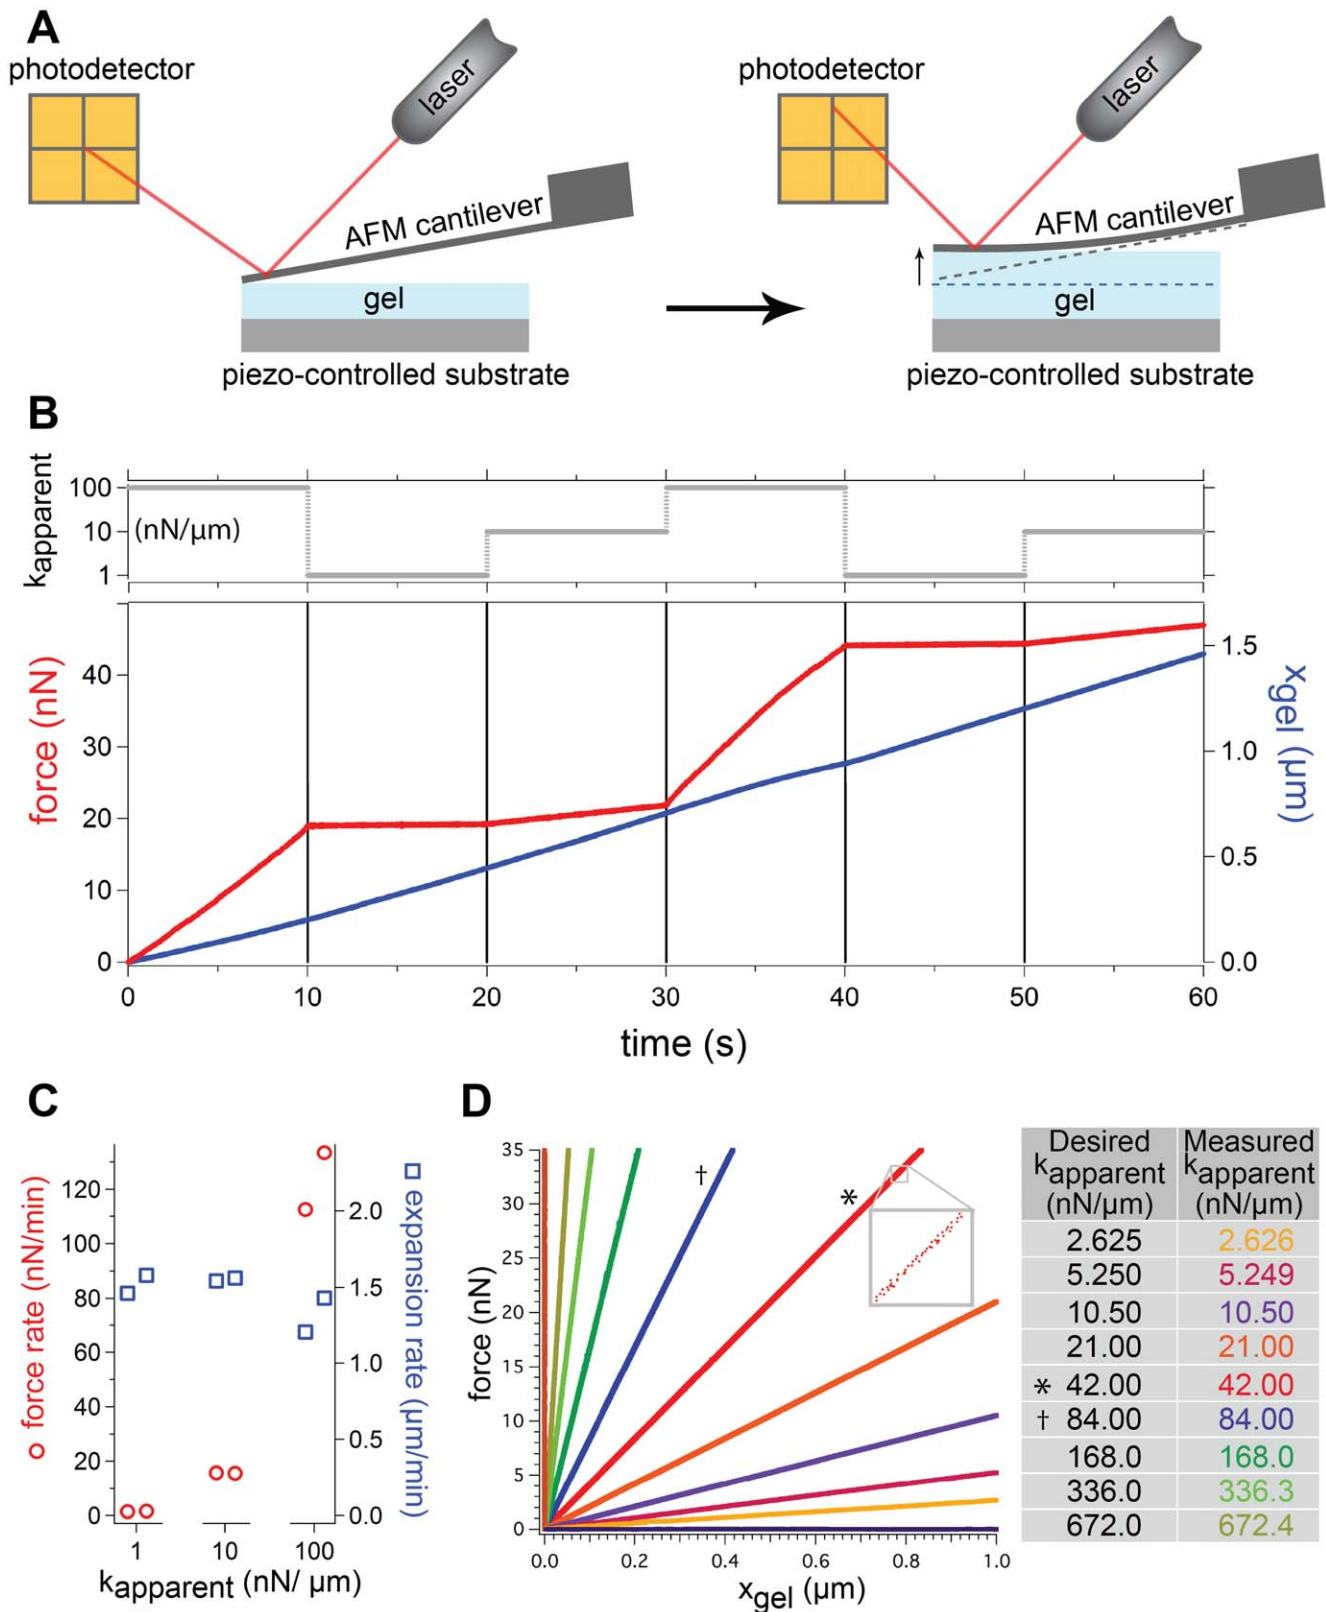 A
photodetector
laser
AFM cantilever
gel
piezo-controlled substrate
photodetector
laser
AFM cantilever
gel
piezo-controlled substrate
B
kapparent
(nN/μm)
100
10
1
force (nN)
40
30
20
10
0
xgel (μm)
1.5
1.0
0.5
0.0
0 10 20 30 40 50 60
time (s)
C
force rate (nN/min)
120
100
80
60
40
20
0
expansion rate (μm/min)
2.0
1.5
1.0
0.5
0.0
1 10 100
kapparent (nN/ μm)
D
force (nN)
35
30
25
20
15
10
5
0
†
*
0.0 0.2 0.4 0.6 0.8 1.0
xgel (μm)
Desired kapparent (nN/μm) Measured kapparent (nN/μm)
2.625 2.626
5.250 5.249
10.50 10.50
21.00 21.00
* 42.00 42.00
† 84.00 84.00
168.0 168.0
336.0 336.3
672.0 672.4